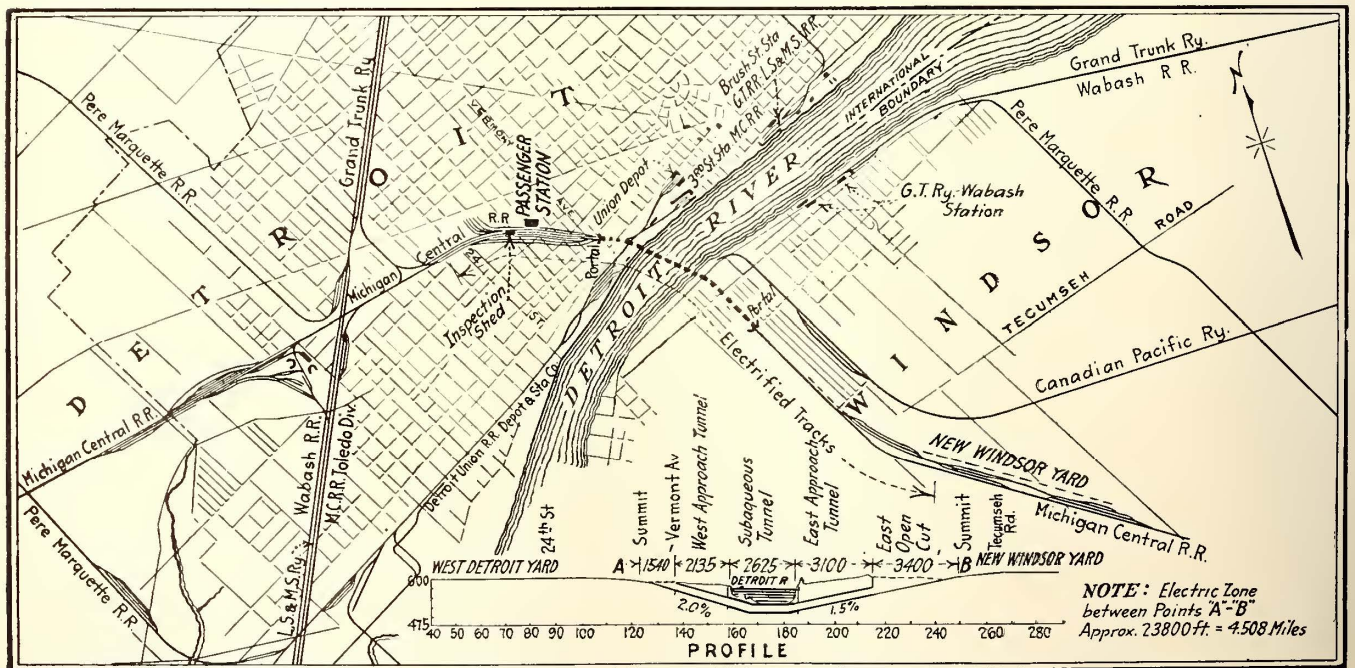 Pere Marquette R.R.
Grand Trunk Ry
VERMONT
AVE.
Brush St. Sta
G.T.R.R. L.S. & M.S. R.R.
3RD St. Sta. M.C.R.R
INTERNATIONAL
BOUNDARY
Grand Trunk Ry.
Wabash R R.
N
DETROIT
PASSENGER
STATION
Union Depot
Pere Marquette R.R
G.T. Ry.-Wabash
Station
WINDSOR
TECUMSEH ROAD
Michigan Central R.R
24th
ST.
Inspection
Shed
Portal
DETROIT RIVER
Portal
Electrified Tracks
Canadian Pacific Ry.
Michigan Central R.R.
Wabash R.R.
M.C.R.R. Toledo Div.
L.S. & M.S. Ry
Detroit Union R.R. Depot & Sta Co.
Pere Marquette
R.R.
NEW WINDSOR YARD
Michigan Central R.R.
24th St
Summit
Vermont Av
West Approach Tunnel
Subaqueous
Tunnel
East Approach
Tunnel
East
Open
Cut
Summit
Tecumseh
Rd.
WEST DETROIT YARD A 1540 2135 2625 3100 3400 B NEW WINDSOR YARD
DETROIT R
600
2.0% 1.5%
475
40 50 60 70 80 90 100 120 140 160 180 200 220 240 260 280
PROFILE
NOTE: Electric Zone
between Points "A"-"B"
Approx. 23800 ft. = 4.508 Miles